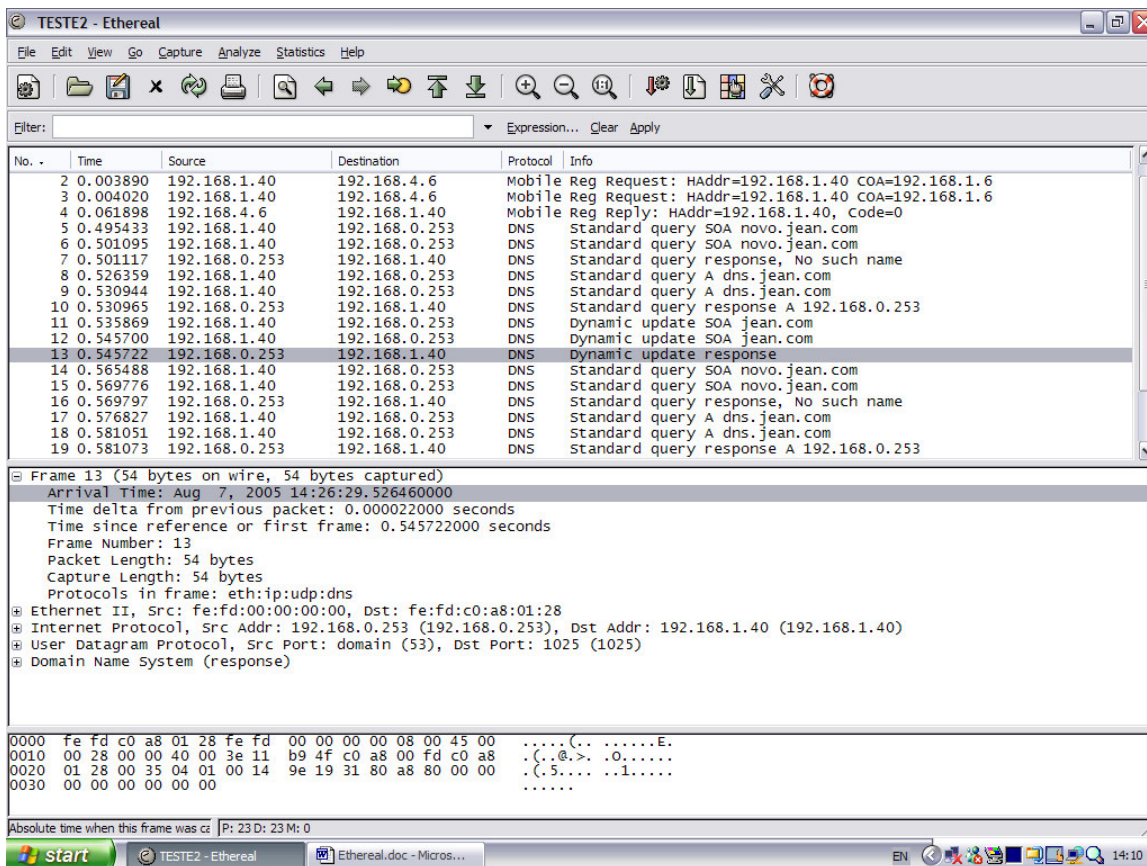 TESTE2 - Ethereal
File Edit View Go Capture Analyze Statistics Help
Filter: Expression... Clear Apply
No. - Time Source Destination Protocol Info
2 0.003890 192.168.1.40 192.168.4.6 Mobile Reg Request: HAddr=192.168.1.40 COA=192.168.1.6
3 0.004020 192.168.1.40 192.168.4.6 Mobile Reg Request: HAddr=192.168.1.40 COA=192.168.1.6
4 0.061898 192.168.4.6 192.168.1.40 Mobile Reg Reply: HAddr=192.168.1.40, Code=0
5 0.495433 192.168.1.40 192.168.0.253 DNS Standard query SOA novo.jean.com
6 0.501095 192.168.1.40 192.168.0.253 DNS Standard query SOA novo.jean.com
7 0.501117 192.168.0.253 192.168.1.40 DNS Standard query response, No such name
8 0.526359 192.168.1.40 192.168.0.253 DNS Standard query A dns.jean.com
9 0.530944 192.168.1.40 192.168.0.253 DNS Standard query A dns.jean.com
10 0.530965 192.168.0.253 192.168.1.40 DNS Standard query response A 192.168.0.253
11 0.535869 192.168.1.40 192.168.0.253 DNS Dynamic update SOA jean.com
12 0.545700 192.168.1.40 192.168.0.253 DNS Dynamic update SOA jean.com
13 0.545722 192.168.0.253 192.168.1.40 DNS Dynamic update response
14 0.565488 192.168.1.40 192.168.0.253 DNS Standard query SOA novo.jean.com
15 0.569776 192.168.1.40 192.168.0.253 DNS Standard query SOA novo.jean.com
16 0.569797 192.168.0.253 192.168.1.40 DNS Standard query response, No such name
17 0.576827 192.168.1.40 192.168.0.253 DNS Standard query A dns.jean.com
18 0.581051 192.168.1.40 192.168.0.253 DNS Standard query A dns.jean.com
19 0.581073 192.168.0.253 192.168.1.40 DNS Standard query response A 192.168.0.253
Frame 13 (54 bytes on wire, 54 bytes captured)
Arrival Time: Aug 7, 2005 14:26:29.526460000
Time delta from previous packet: 0.000022000 seconds
Time since reference or first frame: 0.545722000 seconds
Frame Number: 13
Packet Length: 54 bytes
Capture Length: 54 bytes
Protocols in frame: eth:ip:udp:dns
Ethernet II, Src: fe:fd:00:00:00:00, Dst: fe:fd:c0:a8:01:28
Internet Protocol, Src Addr: 192.168.0.253 (192.168.0.253), Dst Addr: 192.168.1.40 (192.168.1.40)
User Datagram Protocol, Src Port: domain (53), Dst Port: 1025 (1025)
Domain Name System (response)
0000 fe fd c0 a8 01 28 fe fd 00 00 00 00 08 00 45 00 .....(.. ......E.
0010 00 28 00 00 40 00 3e 11 b9 4f c0 a8 00 fd c0 a8 .(..@.>. .O......
0020 01 28 00 35 04 01 00 14 9e 19 31 80 a8 80 00 00 .(.5.... ..1.....
0030 00 00 00 00 00 00 ......
Absolute time when this frame was ca P: 23 D: 23 M: 0
start TESTE2 - Ethereal Ethereal.doc - Micros... EN 14:10